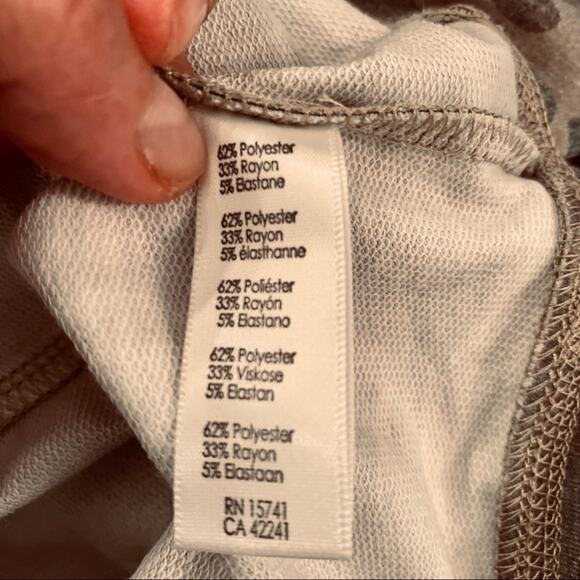 62% Polyester
33% Rayon
5% Elastane
62% Polyester
33% Rayon
5% élasthanne
62% Poliéster
33% Rayón
5% Elastano
62% Polyester
33% Viskose
5% Elastan
62% Polyester
33% Rayon
5% Elastaan
RN 15741
CA 42241